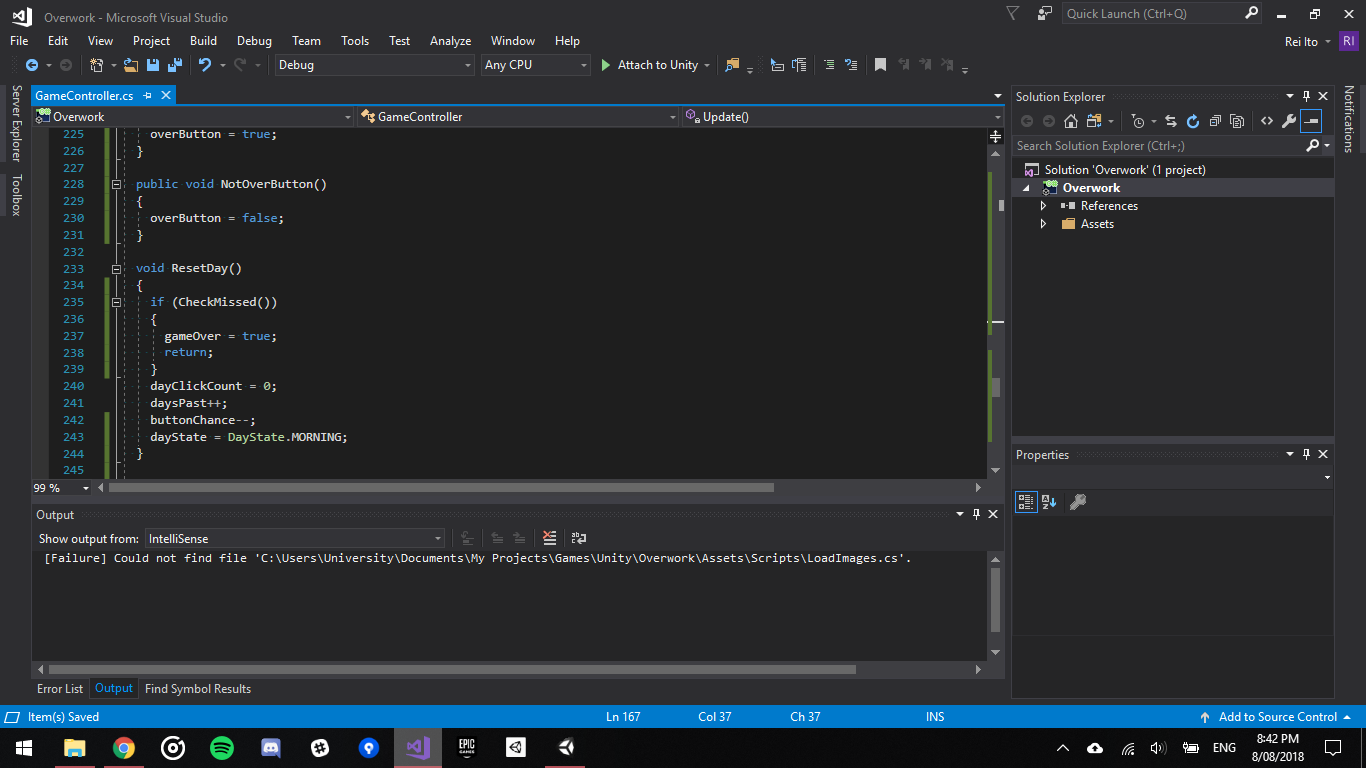 Overwork - Microsoft Visual Studio
Quick Launch (Ctrl+Q)
File Edit View Project Build Debug Team Tools Test Analyze Window Help
Rei Ito RI
Debug Any CPU Attach to Unity
Server Explorer
Toolbox
Notifications
GameController.cs
Overwork GameController Update()
225 overButton = true;
226 }
227
228 public void NotOverButton()
229 {
230 overButton = false;
231 }
232
233 void ResetDay()
234 {
235 if (CheckMissed())
236 {
237 gameOver = true;
238 return;
239 }
240 dayClickCount = 0;
241 daysPast++;
242 buttonChance--;
243 dayState = DayState.MORNING;
244 }
245
99 %
Output
Show output from: IntelliSense
[Failure] Could not find file 'C:\Users\University\Documents\My Projects\Games\Unity\Overwork\Assets\Scripts\LoadImages.cs'.
Error List Output Find Symbol Results
Solution Explorer
Search Solution Explorer (Ctrl+;)
Solution 'Overwork' (1 project)
Overwork
References
Assets
Properties
Item(s) Saved Ln 167 Col 37 Ch 37 INS Add to Source Control
EPIC GAMES
ENG
8:42 PM
8/08/2018